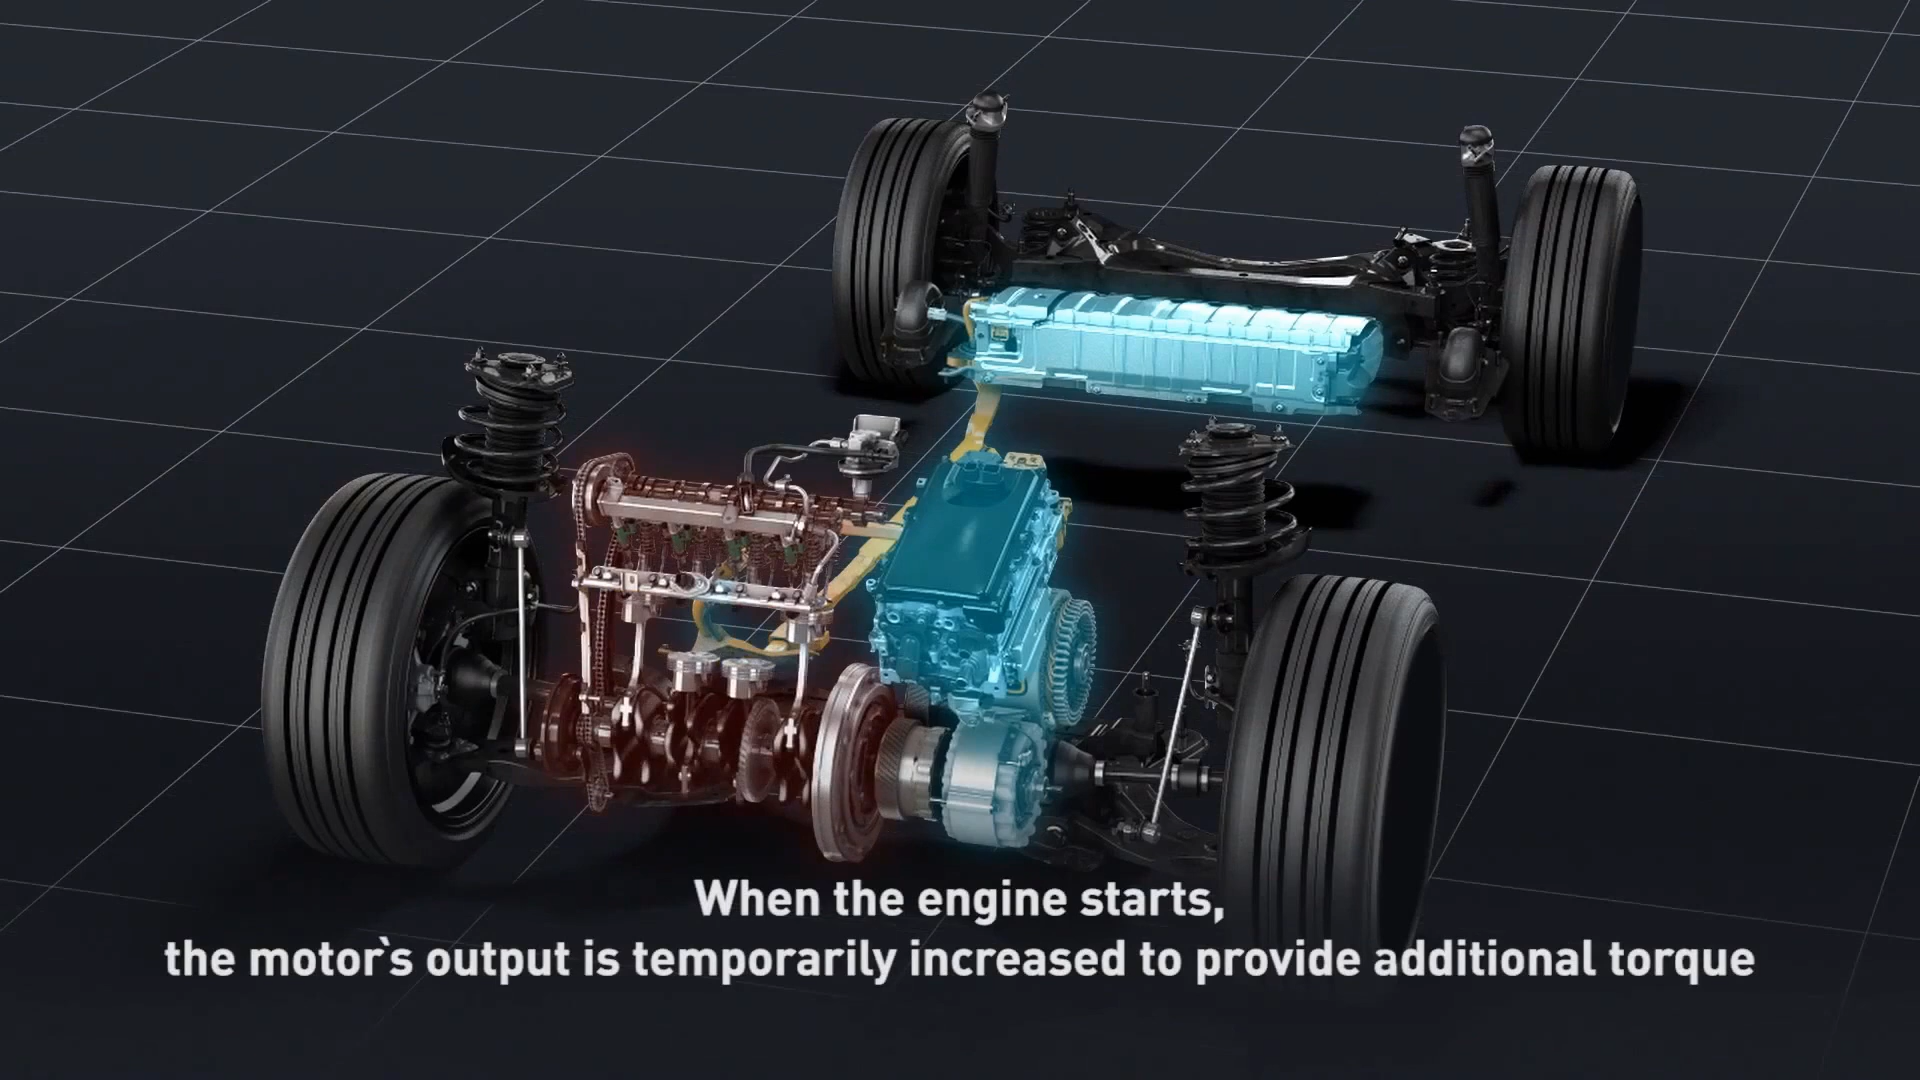 When the engine starts,
the motor`s output is temporarily increased to provide additional torque